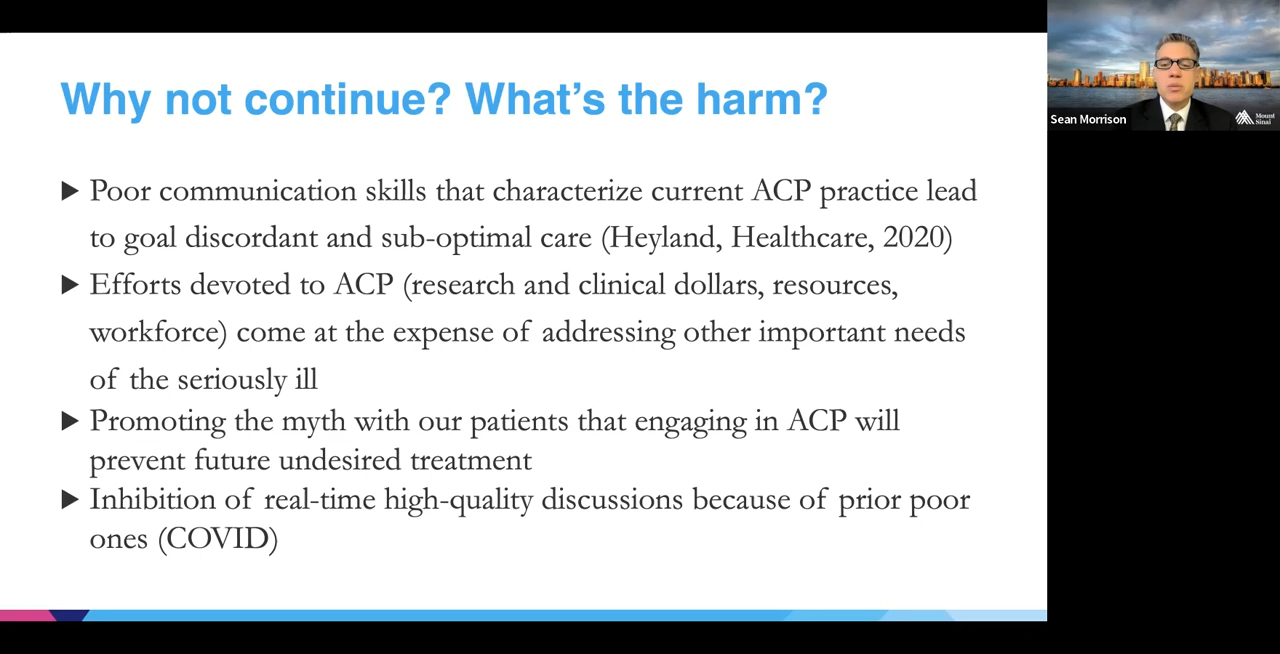 Why not continue? What's the harm?
Poor communication skills that characterize current ACP practice lead
to goal discordant and sub-optimal care (Heyland, Healthcare, 2020)
Efforts devoted to ACP (research and clinical dollars, resources,
workforce) come at the expense of addressing other important needs
of the seriously ill
Promoting the myth with our patients that engaging in ACP will
prevent future undesired treatment
Inhibition of real-time high-quality discussions because of prior poor
ones (COVID)
Sean Morrison
Mount
Sinai